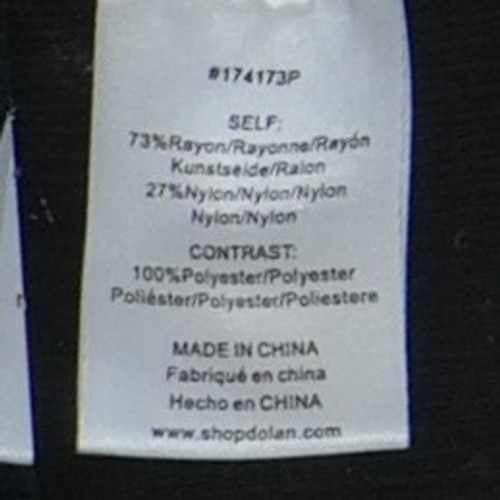 #174173P
SELF:
73%Rayon/Rayonne/Rayón
Kunstseide/Raion
27%Nylon/Nylon/Nylon
Nylon/Nylon
CONTRAST:
100%Polyester/Polyester
Poliéster/Polyester/Poliestere
MADE IN CHINA
Fabriqué en china
Hecho en CHINA
www.shopdolan.com